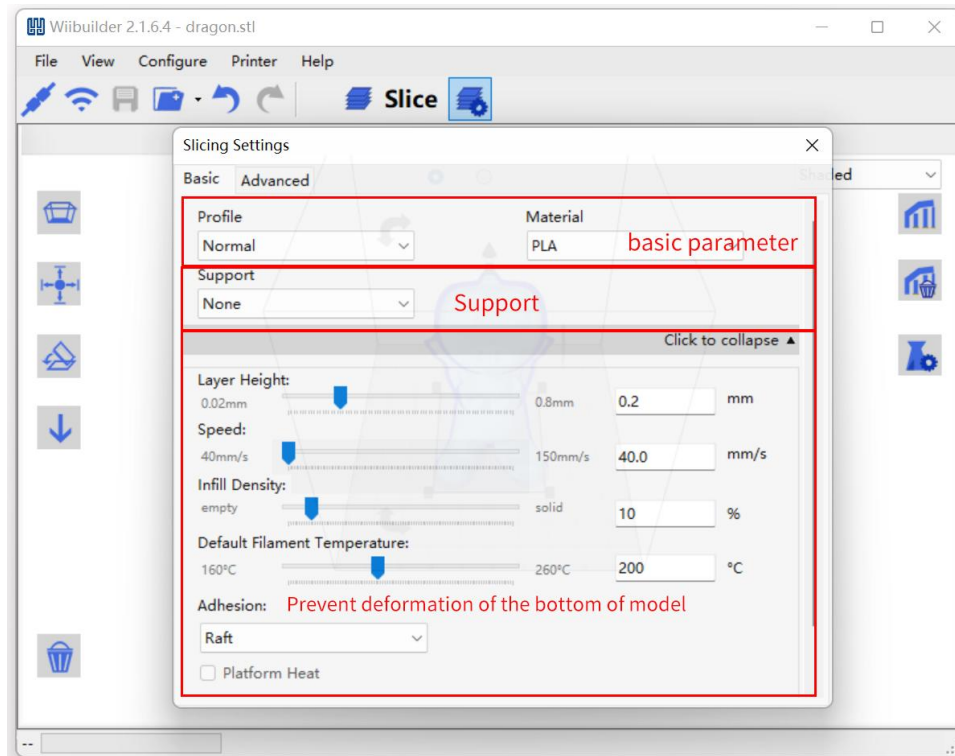 Wiibuilder 2.1.6.4 - dragon.stl
File View Configure Printer Help
Slice
Slicing Settings
Basic Advanced
Shaded
Profile Material
Normal PLA basic parameter
Support
None Support
Click to collapse ▲
Layer Height:
0.02mm 0.8mm 0.2 mm
Speed:
40mm/s 150mm/s 40.0 mm/s
Infill Density:
empty solid 10 %
Default Filament Temperature:
160°C 260°C 200 °C
Adhesion: Prevent deformation of the bottom of model
Raft
Platform Heat
--